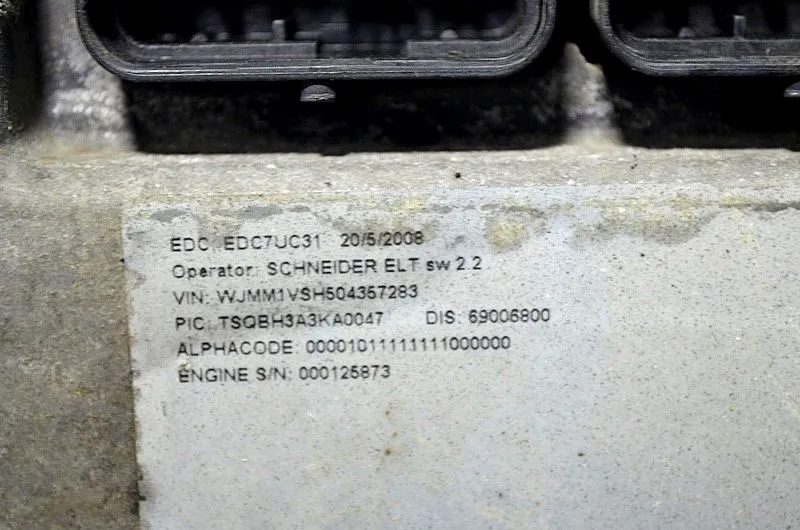 EDC: EDC7UC31 20/5/2008
Operator: SCHNEIDER ELT sw 2.2
VIN: WJMM1VSH504357283
PIC: TSQBH3A3KA0047 DIS: 69006800
ALPHACODE: 00001011111111000000
ENGINE S/N: 000125873